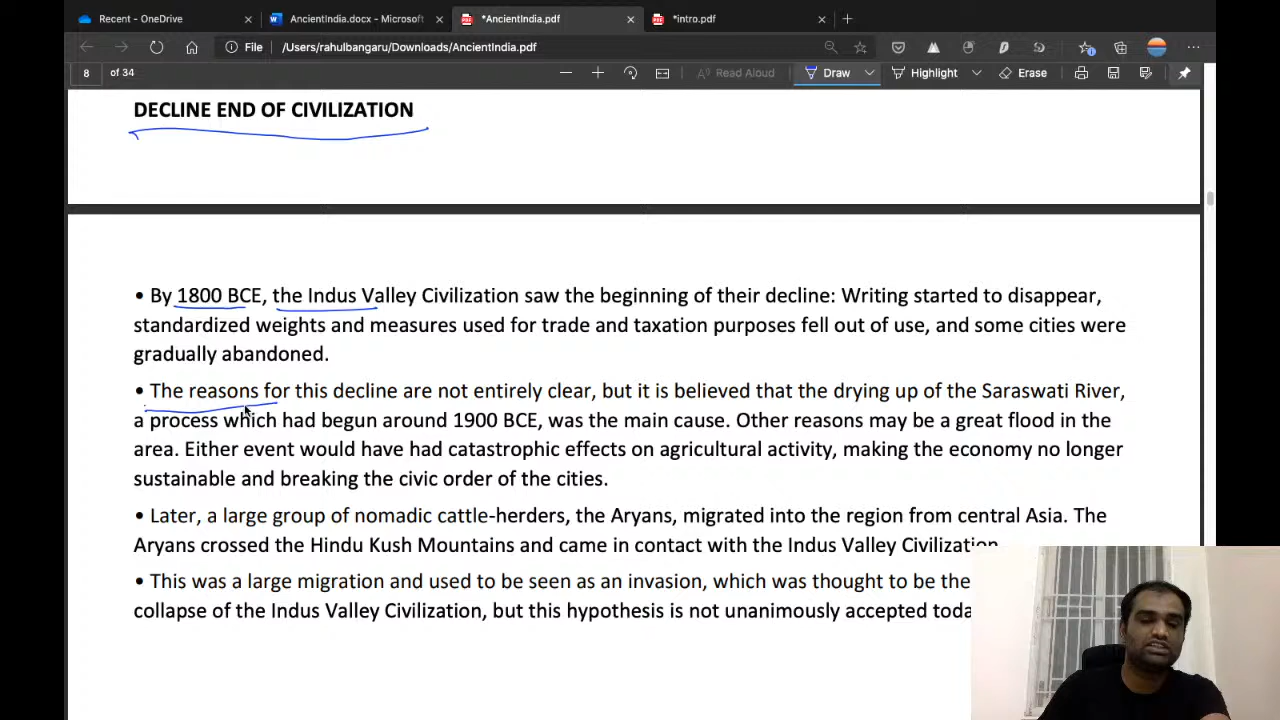 Recent - OneDrive
AncientIndia.docx - Microsoft
*AncientIndia.pdf
*intro.pdf
File /Users/rahulbangaru/Downloads/AncientIndia.pdf
8 of 34
Read Aloud
Draw
Highlight
Erase
DECLINE END OF CIVILIZATION
• By 1800 BCE, the Indus Valley Civilization saw the beginning of their decline: Writing started to disappear,
standardized weights and measures used for trade and taxation purposes fell out of use, and some cities were
gradually abandoned.
• The reasons for this decline are not entirely clear, but it is believed that the drying up of the Saraswati River,
a process which had begun around 1900 BCE, was the main cause. Other reasons may be a great flood in the
area. Either event would have had catastrophic effects on agricultural activity, making the economy no longer
sustainable and breaking the civic order of the cities.
• Later, a large group of nomadic cattle-herders, the Aryans, migrated into the region from central Asia. The
Aryans crossed the Hindu Kush Mountains and came in contact with the Indus Valley Civilization
• This was a large migration and used to be seen as an invasion, which was thought to be the
collapse of the Indus Valley Civilization, but this hypothesis is not unanimously accepted toda